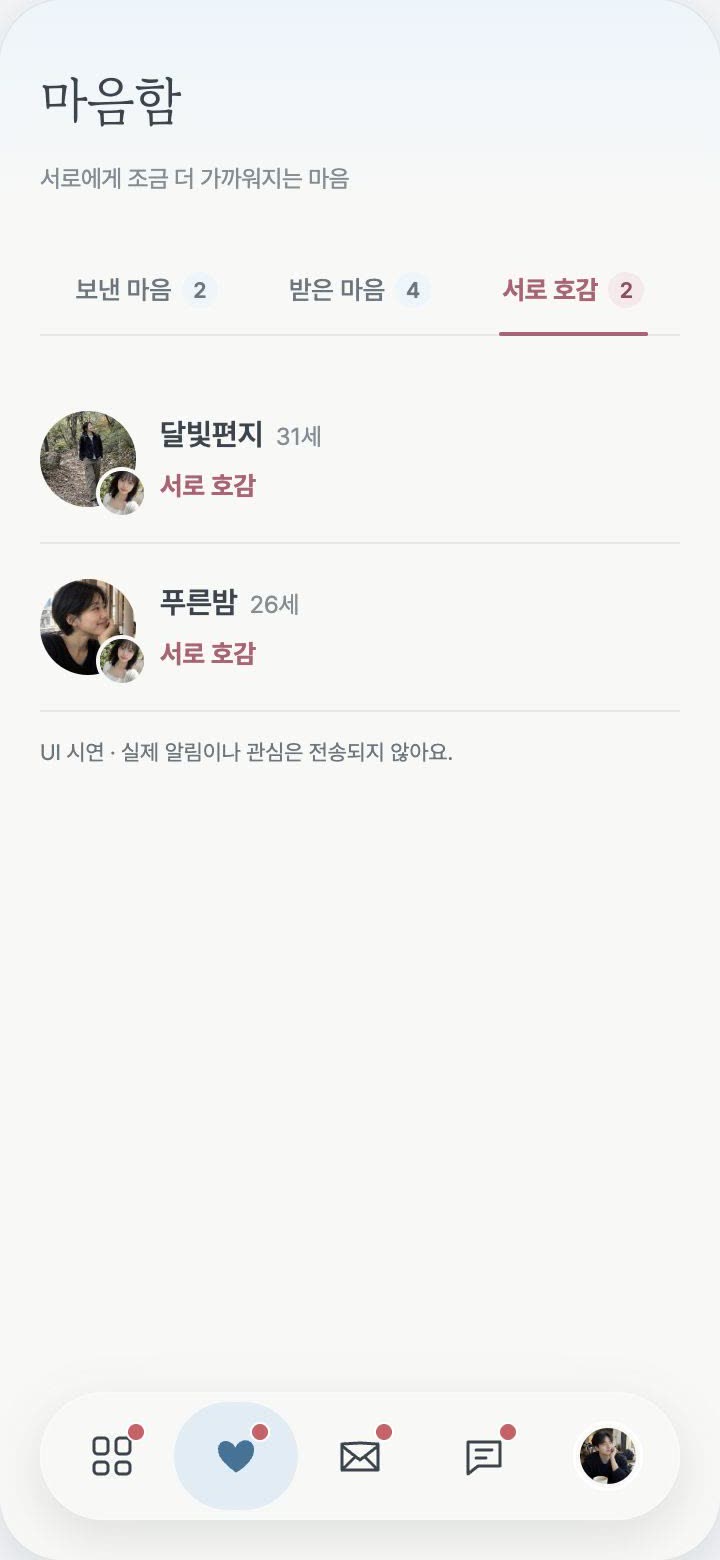 마음함
서로에게 조금 더 가까워지는 마음
보낸 마음 2 받은 마음 4 서로 호감 2
달빛편지 31세
서로 호감
푸른밤 26세
서로 호감
UI 시연 · 실제 알림이나 관심은 전송되지 않아요.